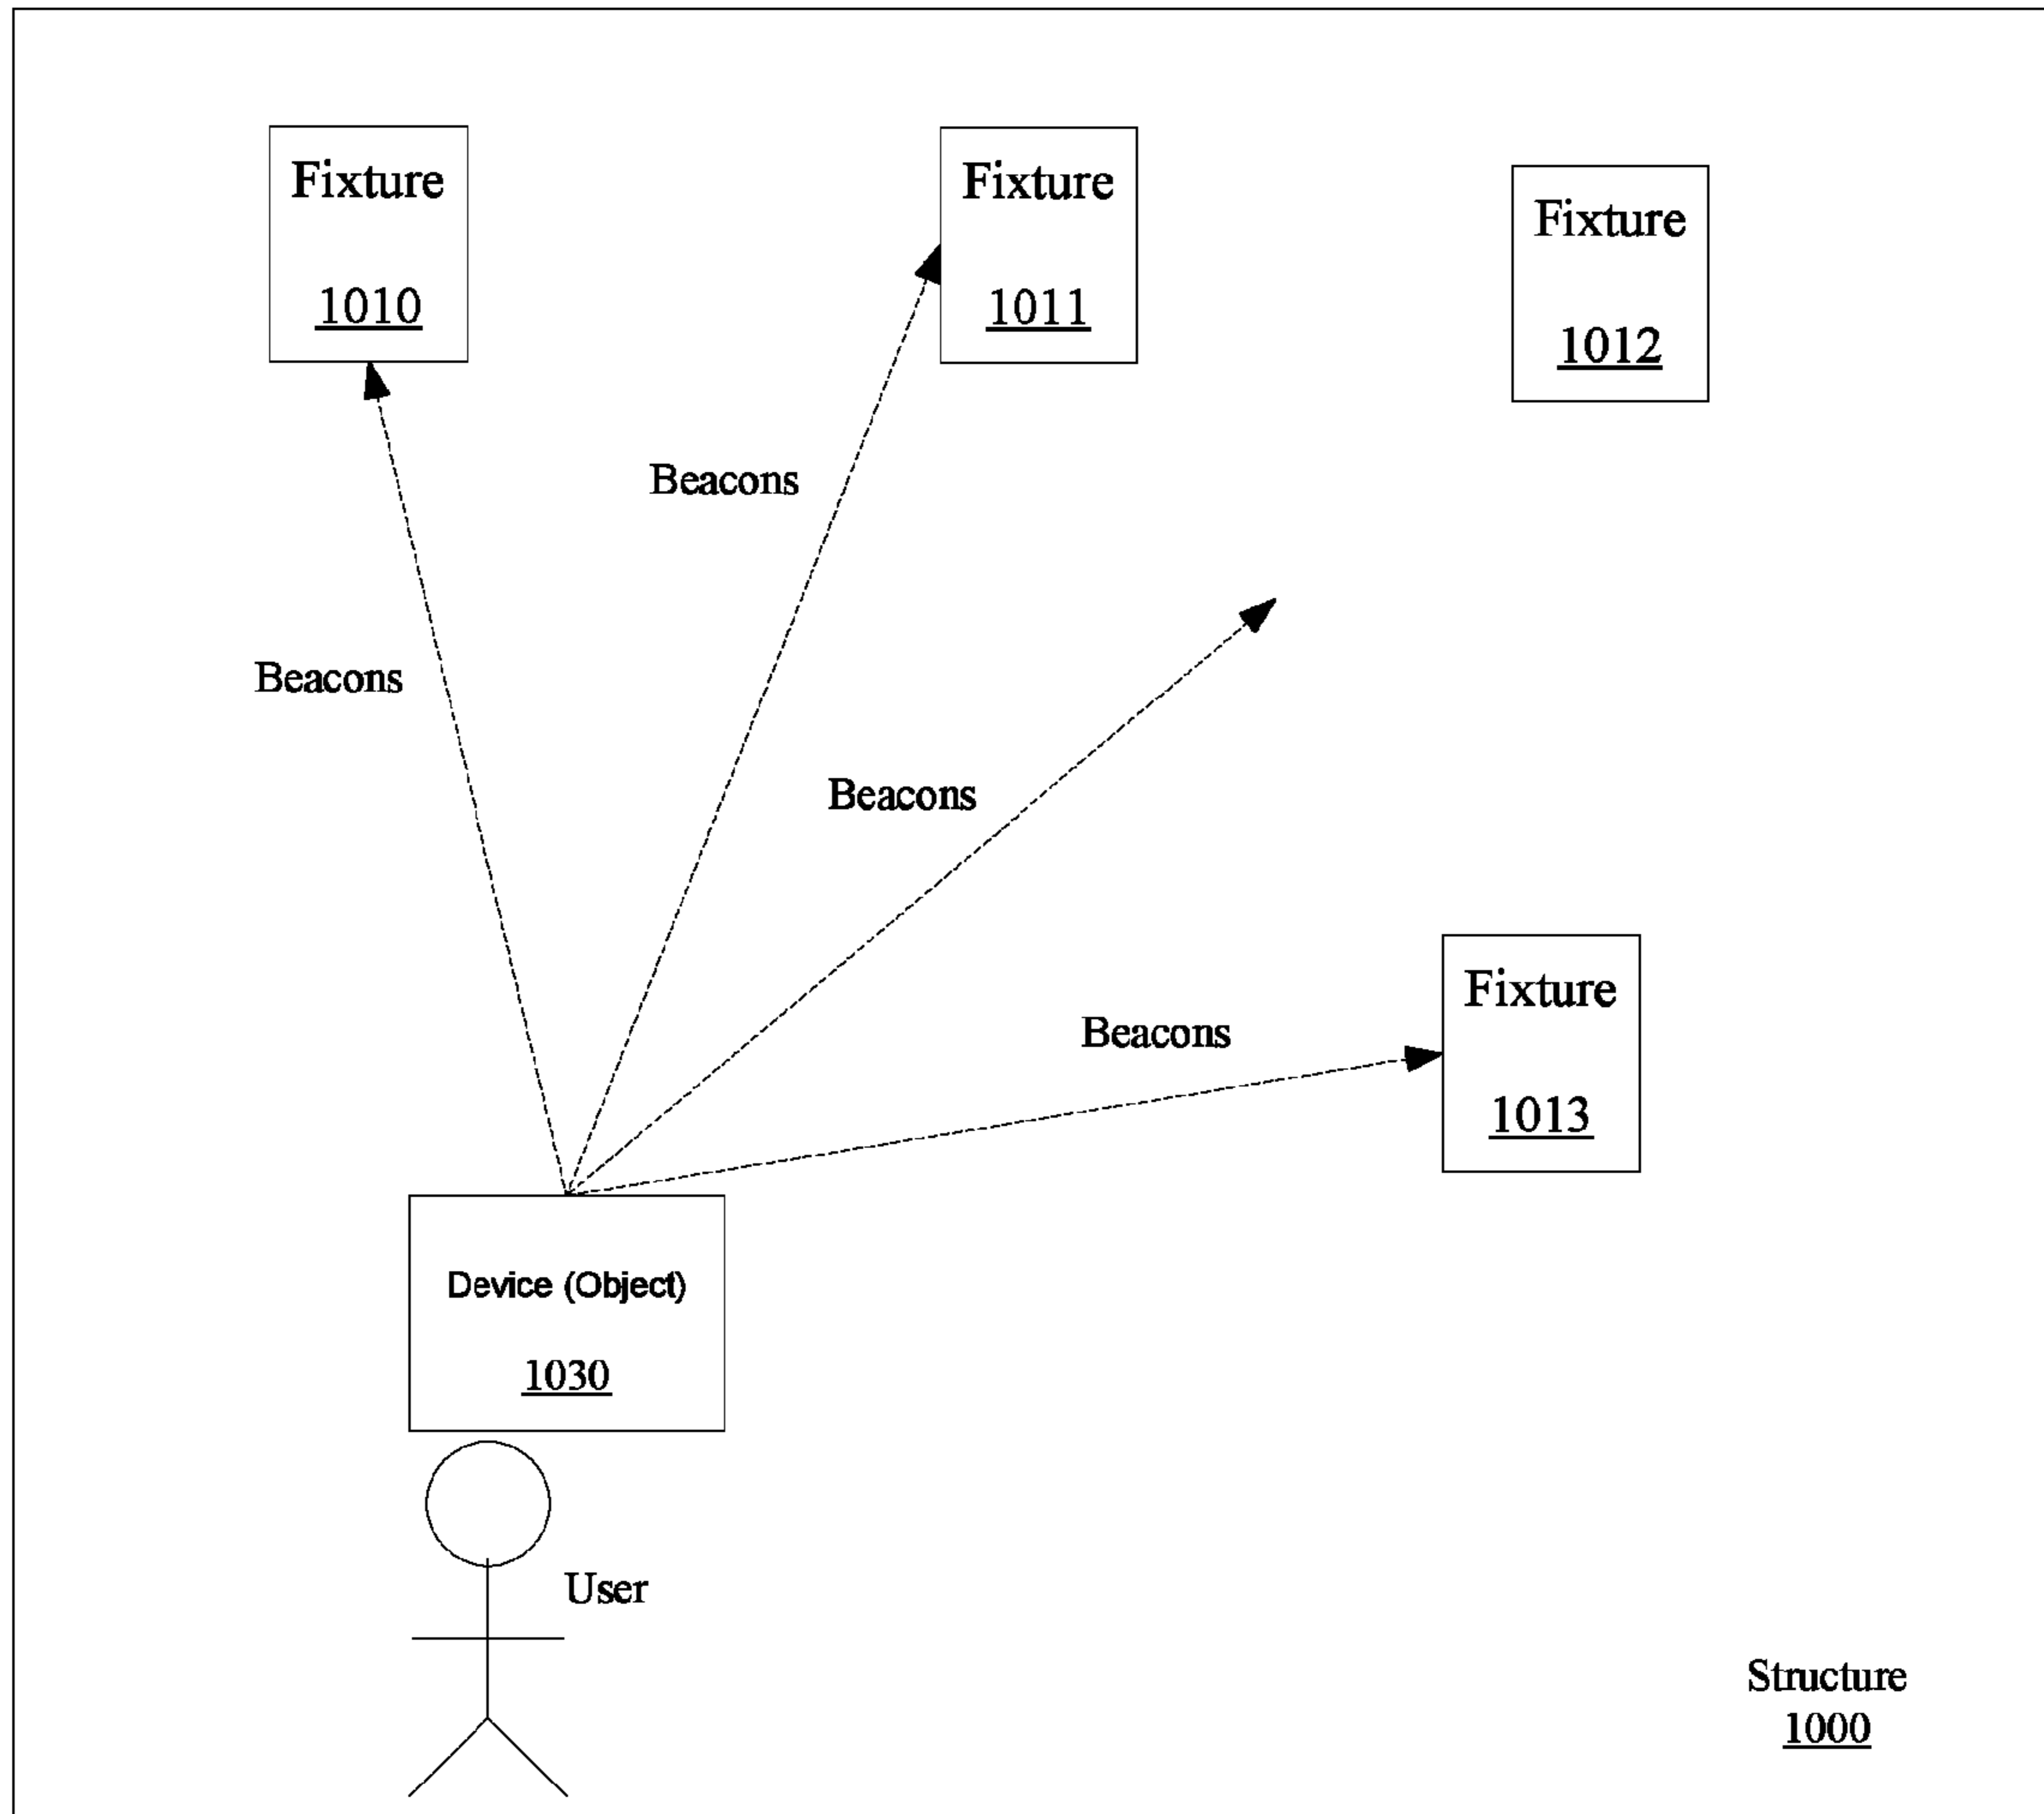 Fixture
1010
Fixture
1011
Fixture
1012
Beacons
Beacons
Beacons
Fixture
1013
Beacons
Device (Object)
1030
User
Structure
1000